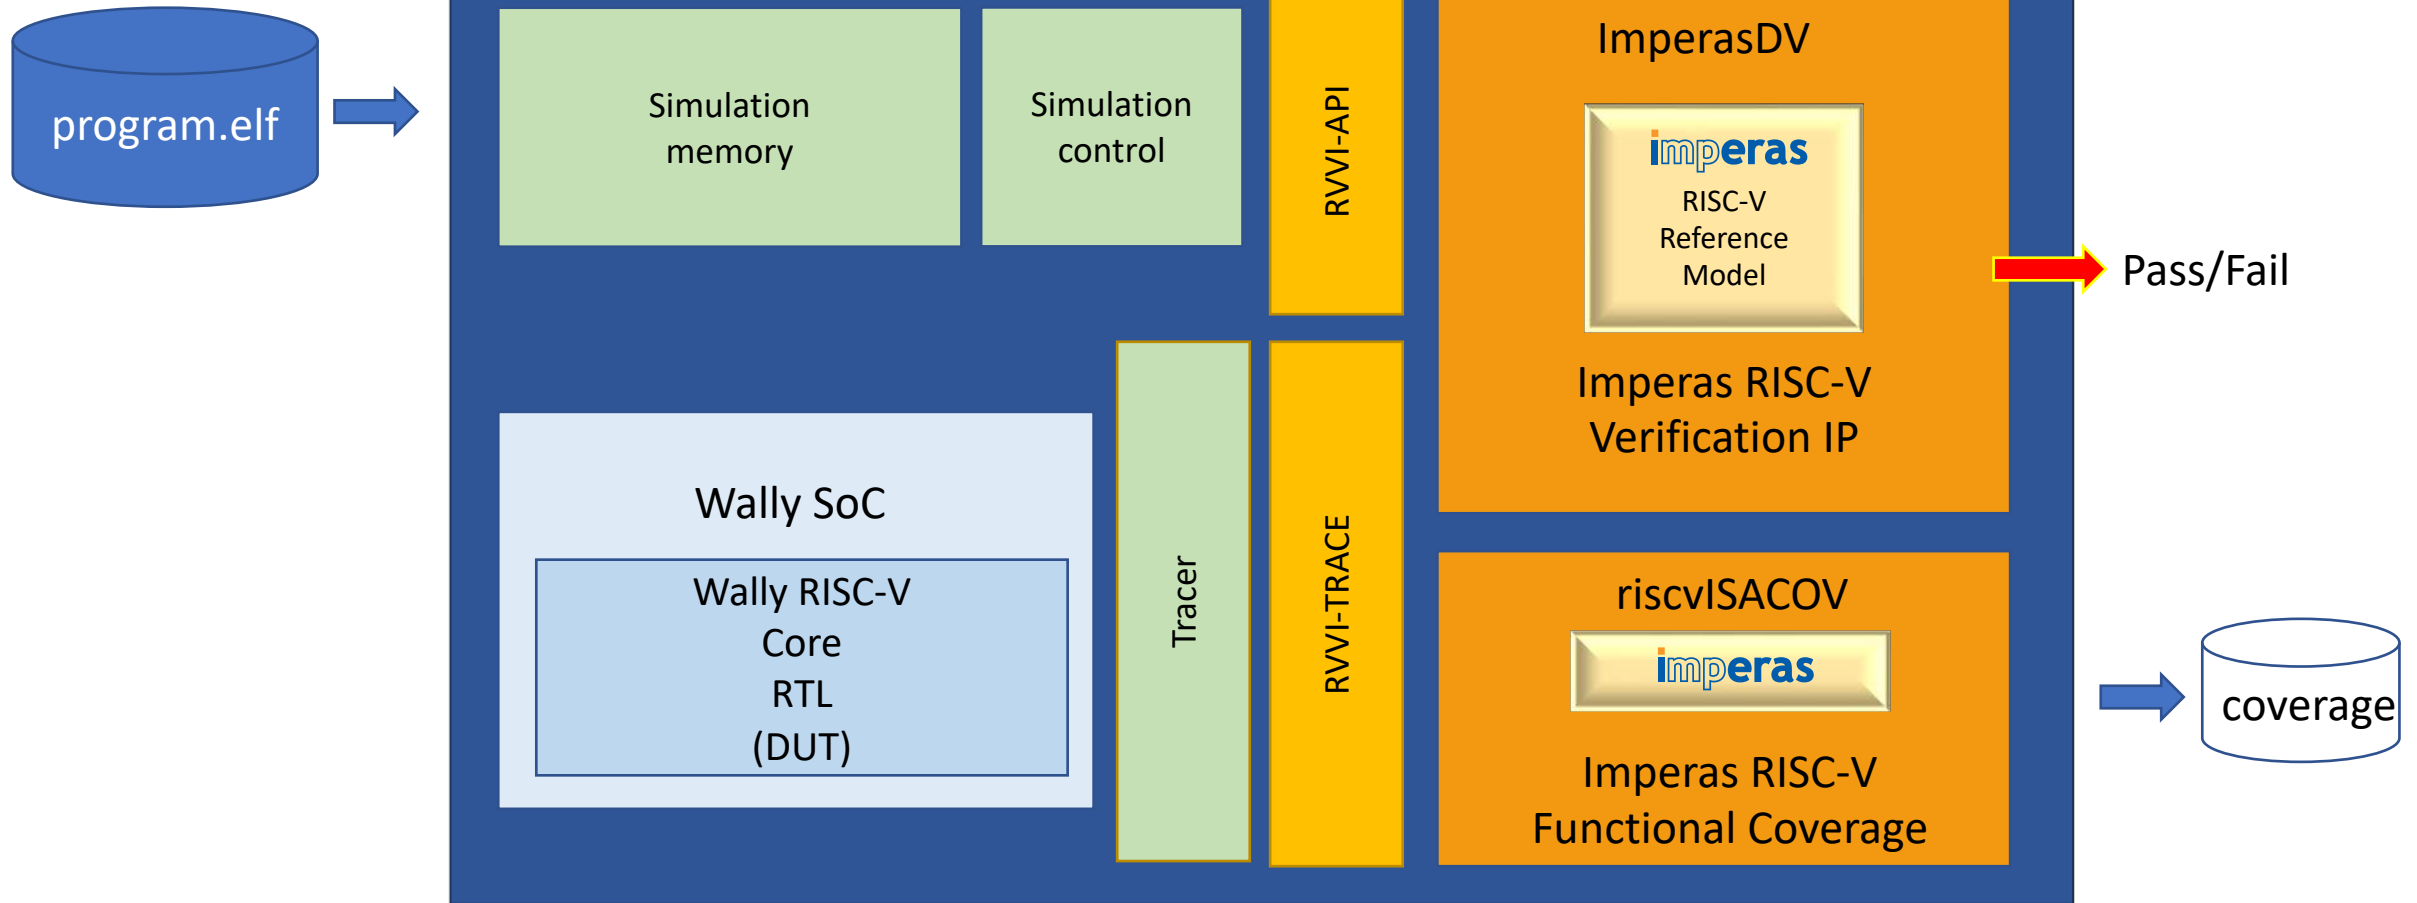 program.elf
Simulation
memory
Simulation
control
RVVI-API
ImperasDV
imperas
RISC-V
Reference
Model
Imperas RISC-V
Verification IP
Pass/Fail
Wally SoC
Wally RISC-V
Core
RTL
(DUT)
Tracer
RVVI-TRACE
riscvISACOV
imperas
Imperas RISC-V
Functional Coverage
coverage